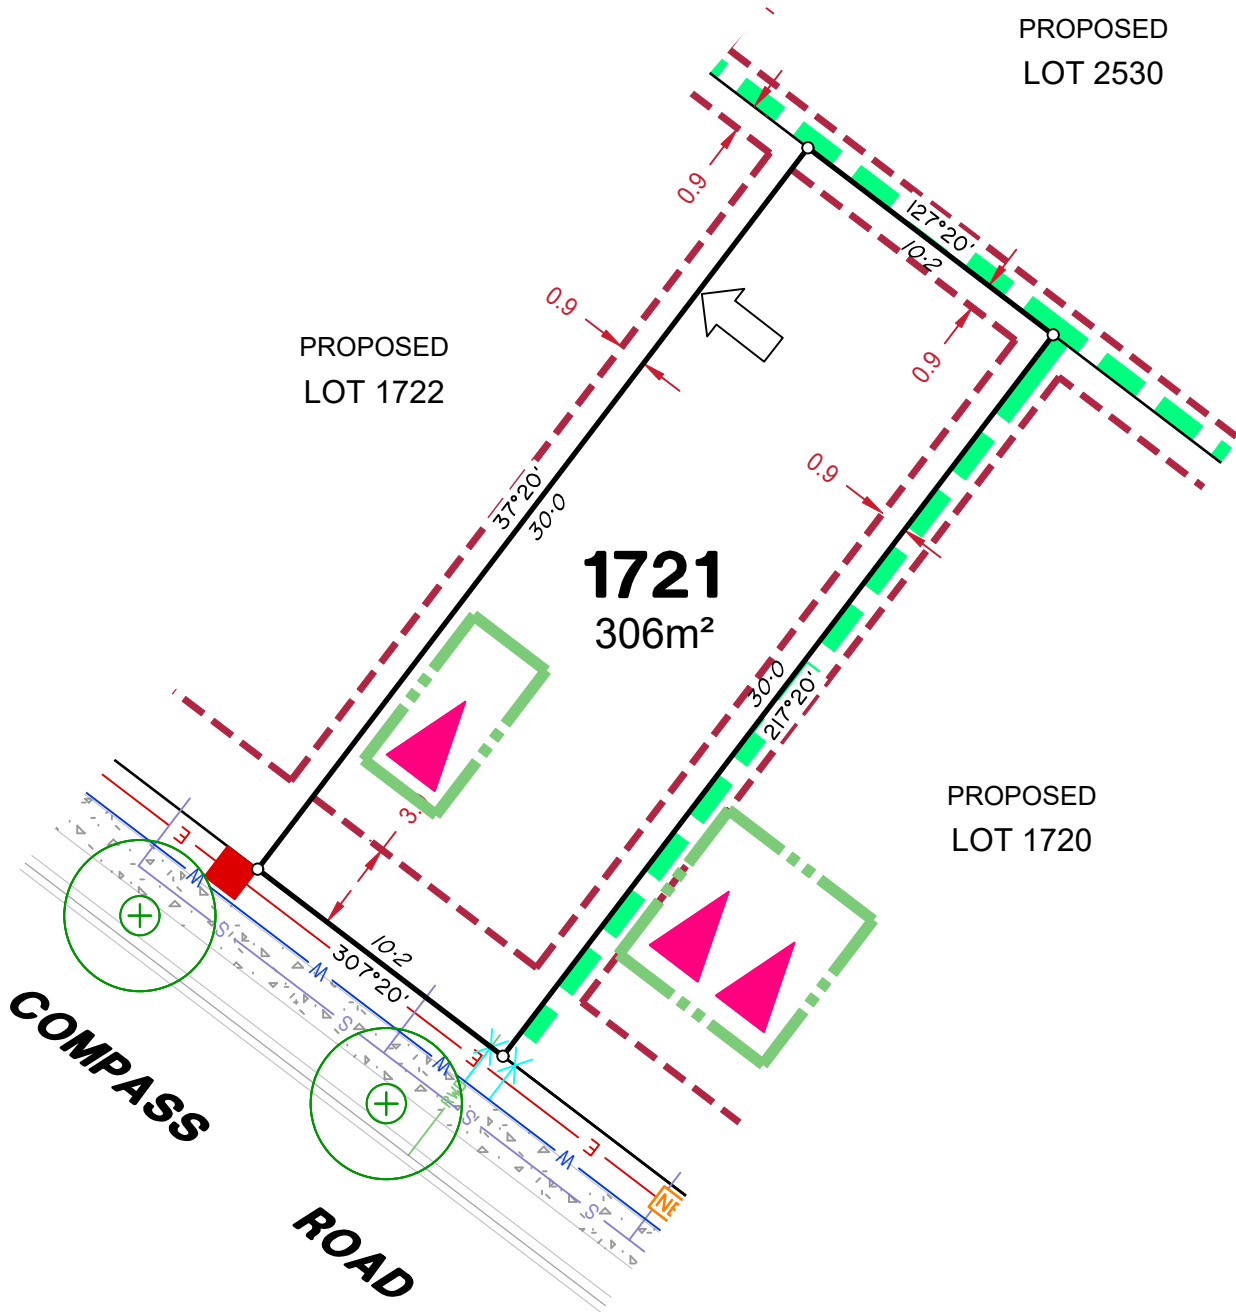 PROPOSED
LOT 2530
0.9
127°20'
10·2
0.9
0.9
PROPOSED
LOT 1722
0.9
37°20'
30·0
1721
306m²
30·0
217°20'
PROPOSED
LOT 1720
3.
E
W
S
10·2
307°20'
W
S
E
W
S
E
W
S
COMPASS
ROAD